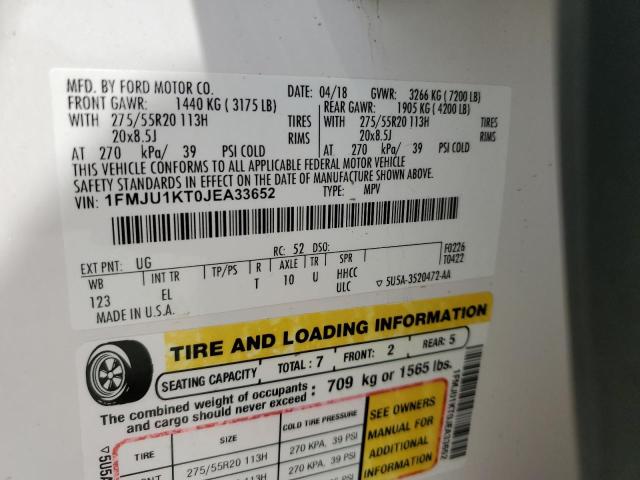 MFD. BY FORD MOTOR CO.
DATE: 04/18 GVWR: 3266 KG (7200 LB)
FRONT GAWR: 1440 KG (3175 LB) REAR GAWR: 1905 KG (4200 LB)
WITH 275/55R20 113H TIRES WITH 275/55R20 113H TIRES
20x8.5J RIMS 20x8.5J RIMS
AT 270 kPa/ 39 PSI COLD AT 270 kPa/ 39 PSI COLD
THIS VEHICLE CONFORMS TO ALL APPLICABLE FEDERAL MOTOR VEHICLE
SAFETY STANDARDS IN EFFECT ON THE DATE OF MANUFACTURE SHOWN ABOVE.
VIN: 1FMJU1KT0JEA33652 TYPE: MPV
EXT PNT: UG RC: 52 DSO: F0226
T0422
WB INT TR TP/PS R AXLE TR SPR
123 EL T 10 U HHCC
ULC ▽ 5U5A-3520472-AA
MADE IN U.S.A.
TIRE AND LOADING INFORMATION
SEATING CAPACITY TOTAL : 7 FRONT: 2 REAR: 5
The combined weight of occupants
and cargo should never exceed : 709 kg or 1565 lbs.
TIRE SIZE COLD TIRE PRESSURE
275/55R20 113H 270 KPA, 39 PSI
270 KPA, 39 PSI
SEE OWNERS
MANUAL FOR
ADDITIONAL
INFORMATION
1FMJU1KT0JEA33652
▽5U5A